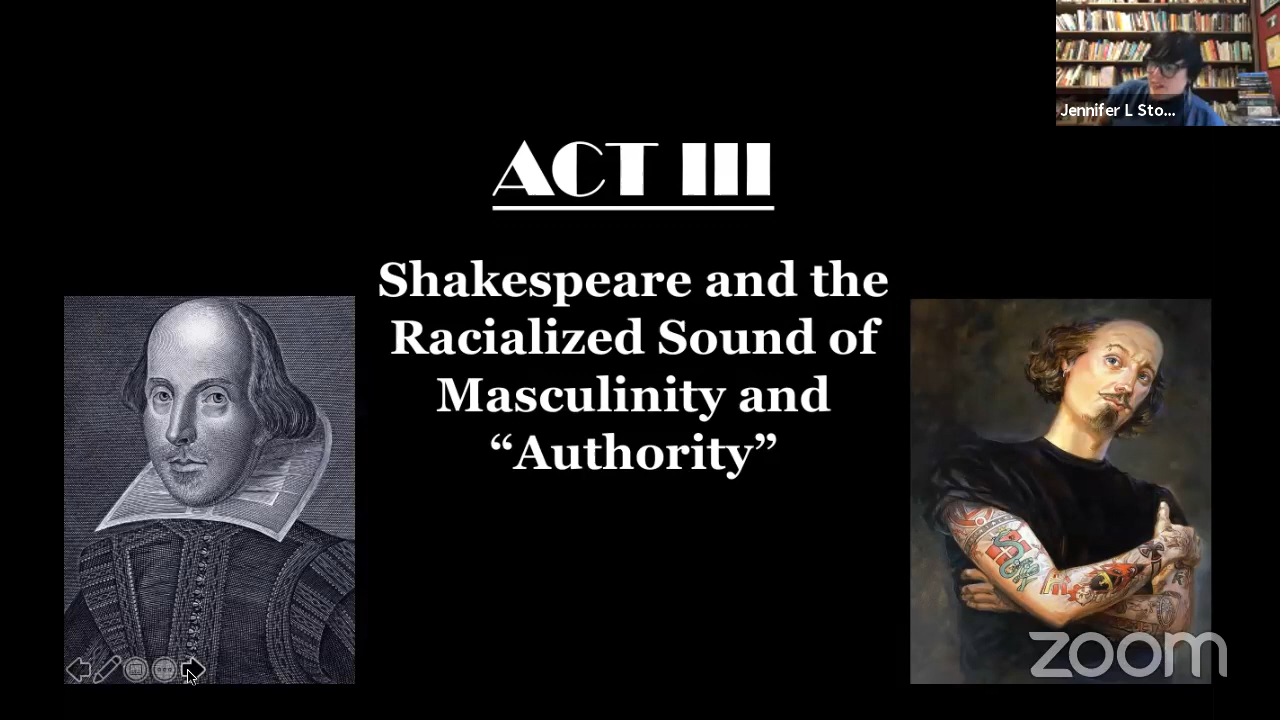 Jennifer L Sto...
ACT III
Shakespeare and the
Racialized Sound of
Masculinity and
“Authority”
zoom